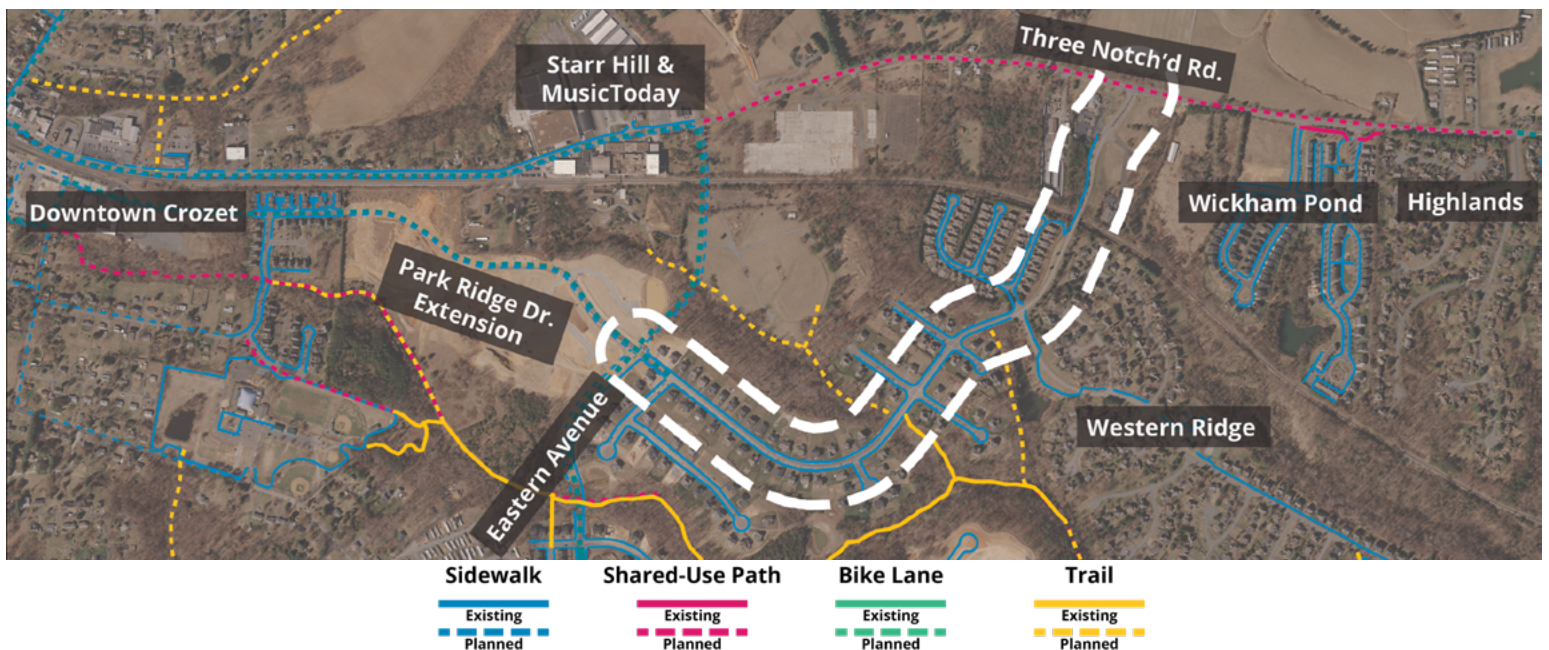 Three Notch'd Rd.
Starr Hill &
MusicToday
Downtown Crozet
Wickham Pond
Highlands
Park Ridge Dr.
Extension
Eastern Avenue
Western Ridge
Sidewalk
Existing
Planned
Shared-Use Path
Existing
Planned
Bike Lane
Existing
Planned
Trail
Existing
Planned